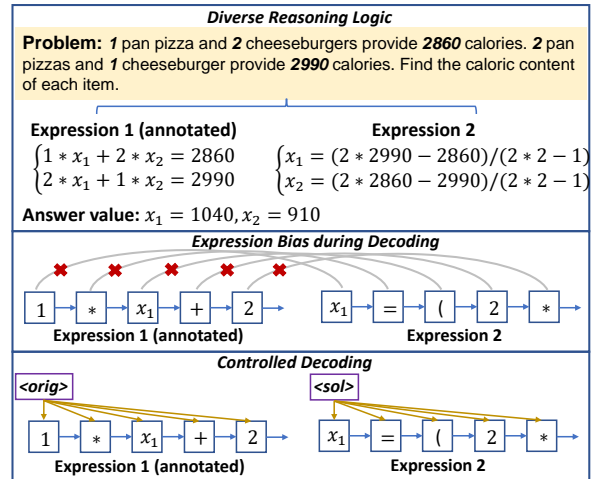 Diverse Reasoning Logic
Problem: 1 pan pizza and 2 cheeseburgers provide 2860 calories. 2 pan
pizzas and 1 cheeseburger provide 2990 calories. Find the caloric content
of each item.
Expression 1 (annotated) Expression 2
{1 * x₁ + 2 * x₂ = 2860 {x₁ = (2 * 2990 − 2860)/(2 * 2 − 1)
2 * x₁ + 1 * x₂ = 2990 x₂ = (2 * 2860 − 2990)/(2 * 2 − 1)
Answer value: x₁ = 1040, x₂ = 910
Expression Bias during Decoding
1 * x₁ + 2 x₁ = ( 2 *
Expression 1 (annotated) Expression 2
Controlled Decoding
<orig> <sol>
1 * x₁ + 2 x₁ = ( 2 *
Expression 1 (annotated) Expression 2